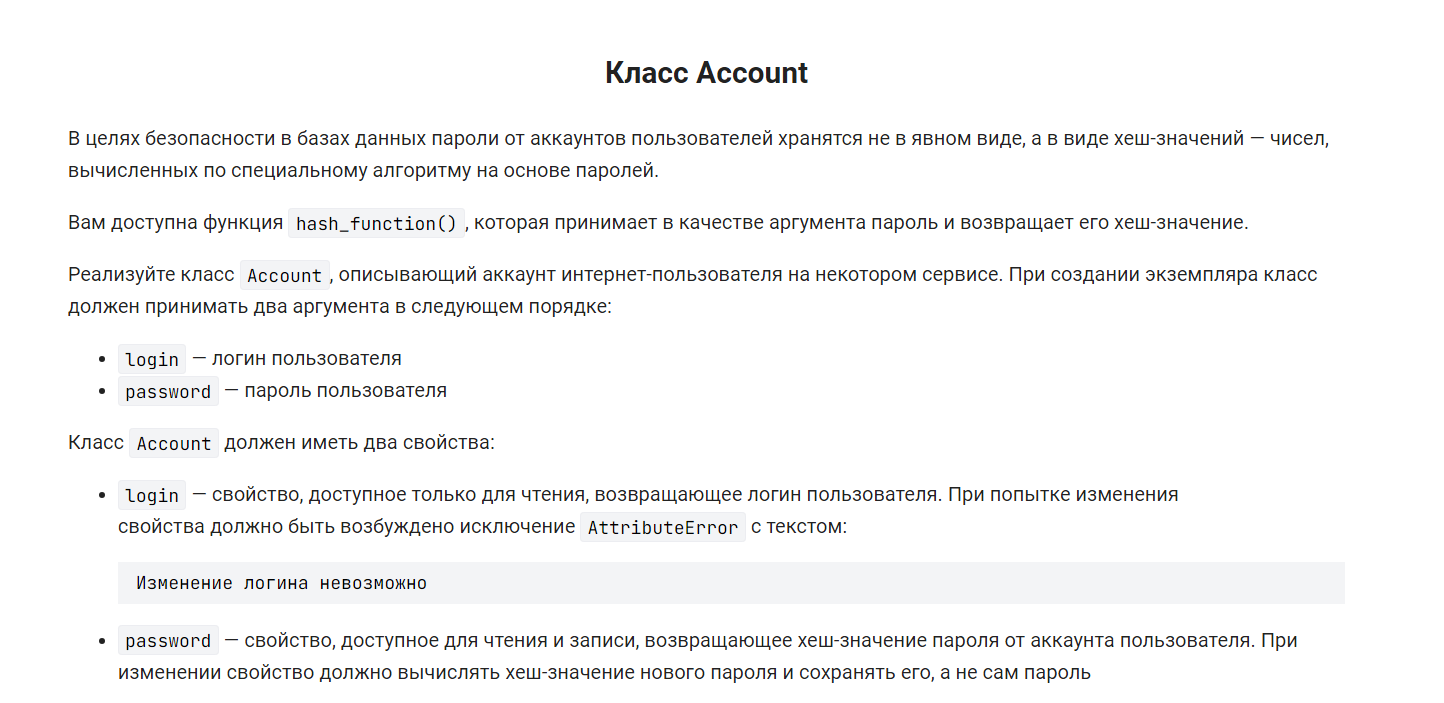 Класс Account
В целях безопасности в базах данных пароли от аккаунтов пользователей хранятся не в явном виде, а в виде хеш-значений — чисел,
вычисленных по специальному алгоритму на основе паролей.
Вам доступна функция hash_function(), которая принимает в качестве аргумента пароль и возвращает его хеш-значение.
Реализуйте класс Account, описывающий аккаунт интернет-пользователя на некотором сервисе. При создании экземпляра класс
должен принимать два аргумента в следующем порядке:
• login — логин пользователя
• password — пароль пользователя
Класс Account должен иметь два свойства:
• login — свойство, доступное только для чтения, возвращающее логин пользователя. При попытке изменения
свойства должно быть возбуждено исключение AttributeError с текстом:
Изменение логина невозможно
• password — свойство, доступное для чтения и записи, возвращающее хеш-значение пароля от аккаунта пользователя. При
изменении свойство должно вычислять хеш-значение нового пароля и сохранять его, а не сам пароль